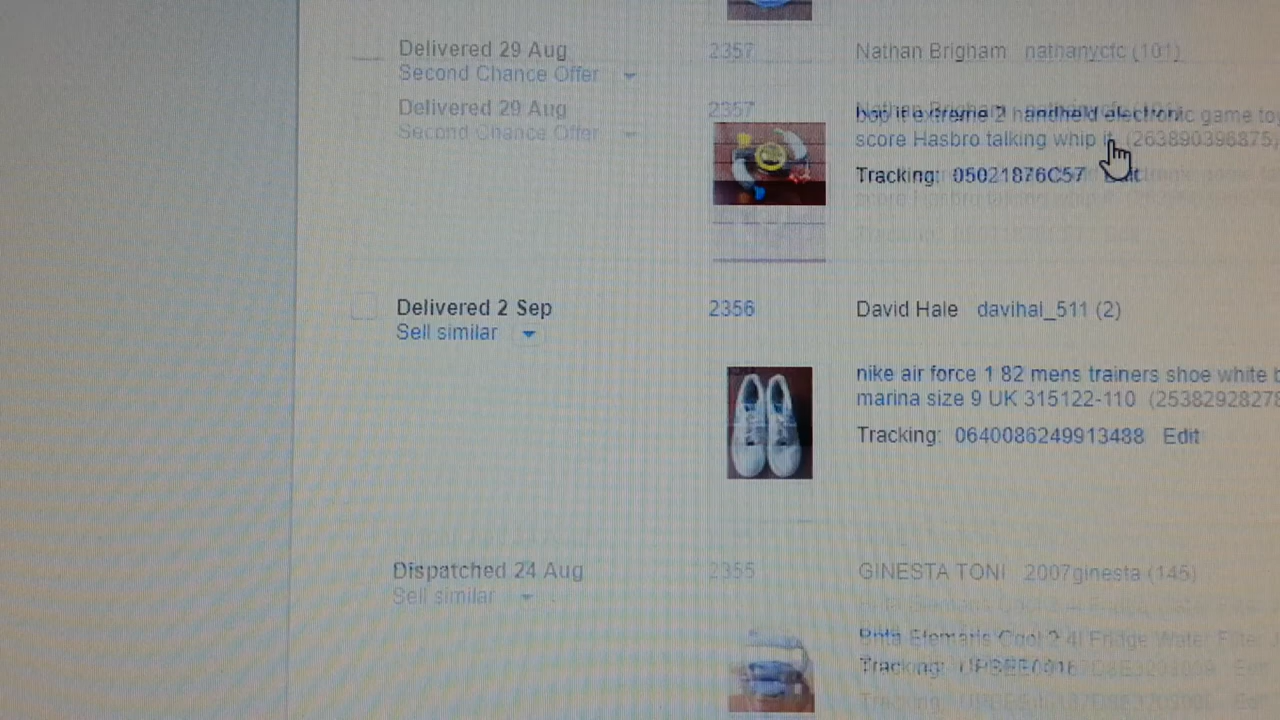 Delivered 29 Aug 2357 Nathan Brigham nathanycfc (101)
Second Chance Offer
Delivered 29 Aug 2357
Second Chance Offer
bop it extreme 2 handheld electronic game toy
score Hasbro talking whip it (263890396875)
Tracking: 05021876C57
Delivered 2 Sep 2356 David Hale davihal_511 (2)
Sell similar
nike air force 1 82 mens trainers shoe white
marina size 9 UK 315122-110 (25382928278
Tracking: 0640086249913488 Edit
Dispatched 24 Aug 2355 GINESTA TONI 2007ginesta (145)
Sell similar
Cool 2 4l Fridge Water Filter
Tracking: